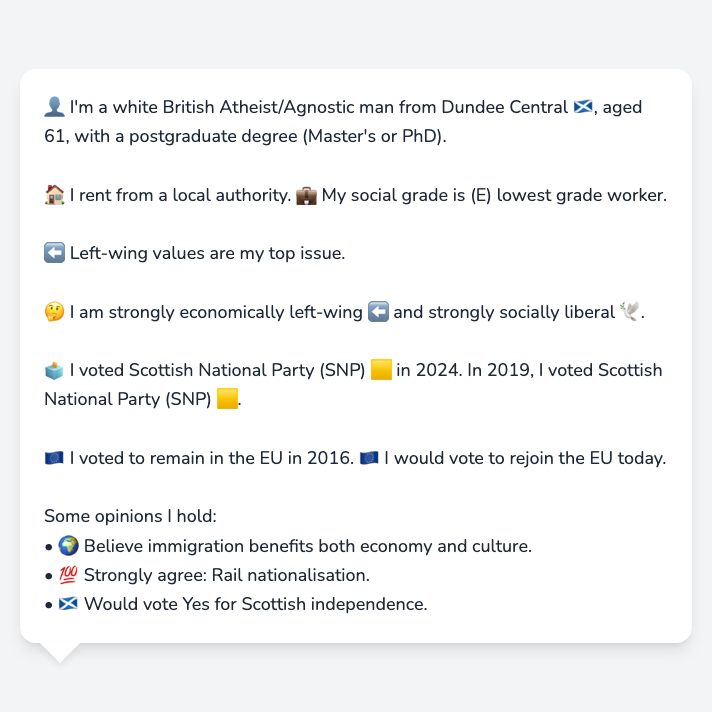 👤 I'm a white British Atheist/Agnostic man from Dundee Central 🏴󠁧󠁢󠁳󠁣󠁴󠁿, aged
61, with a postgraduate degree (Master's or PhD).
🏠 I rent from a local authority. 💼 My social grade is (E) lowest grade worker.
⬅️ Left-wing values are my top issue.
🤔 I am strongly economically left-wing ⬅️ and strongly socially liberal 🕊️.
🗳️ I voted Scottish National Party (SNP) 🟨 in 2024. In 2019, I voted Scottish
National Party (SNP) 🟨.
🇪🇺 I voted to remain in the EU in 2016. 🇪🇺 I would vote to rejoin the EU today.
Some opinions I hold:
• 🌍 Believe immigration benefits both economy and culture.
• 💯 Strongly agree: Rail nationalisation.
• 🏴󠁧󠁢󠁳󠁣󠁴󠁿 Would vote Yes for Scottish independence.